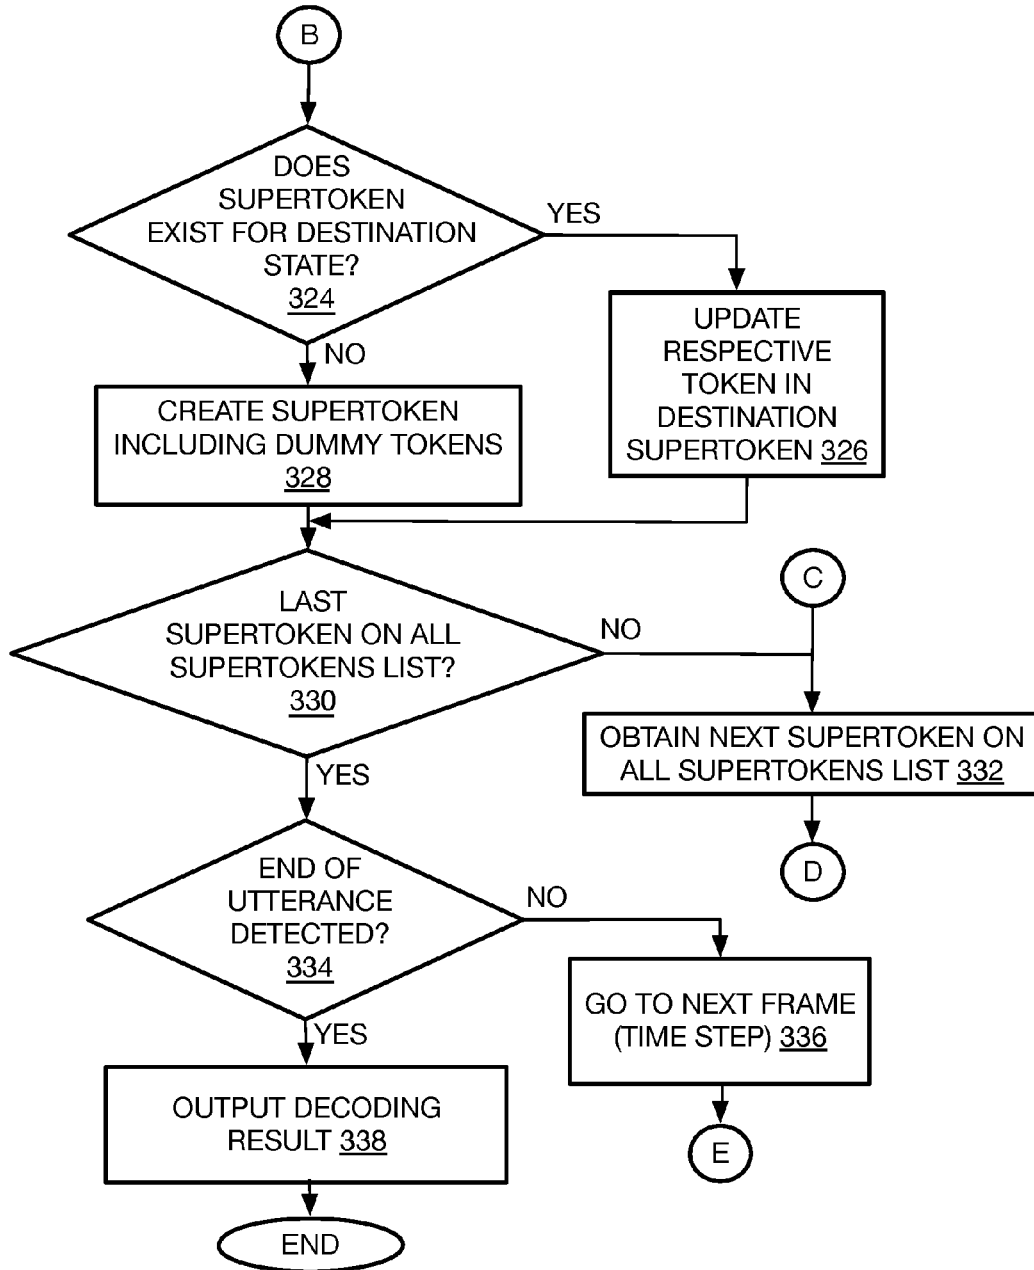 B
DOES
SUPERTOKEN
EXIST FOR DESTINATION
STATE?
324
YES
NO
UPDATE
RESPECTIVE
TOKEN IN
DESTINATION
SUPERTOKEN 326
CREATE SUPERTOKEN
INCLUDING DUMMY TOKENS
328
C
LAST
SUPERTOKEN ON ALL
SUPERTOKENS LIST?
330
NO
YES
OBTAIN NEXT SUPERTOKEN ON
ALL SUPERTOKENS LIST 332
D
END OF
UTTERANCE
DETECTED?
334
NO
YES
GO TO NEXT FRAME
(TIME STEP) 336
E
OUTPUT DECODING
RESULT 338
END